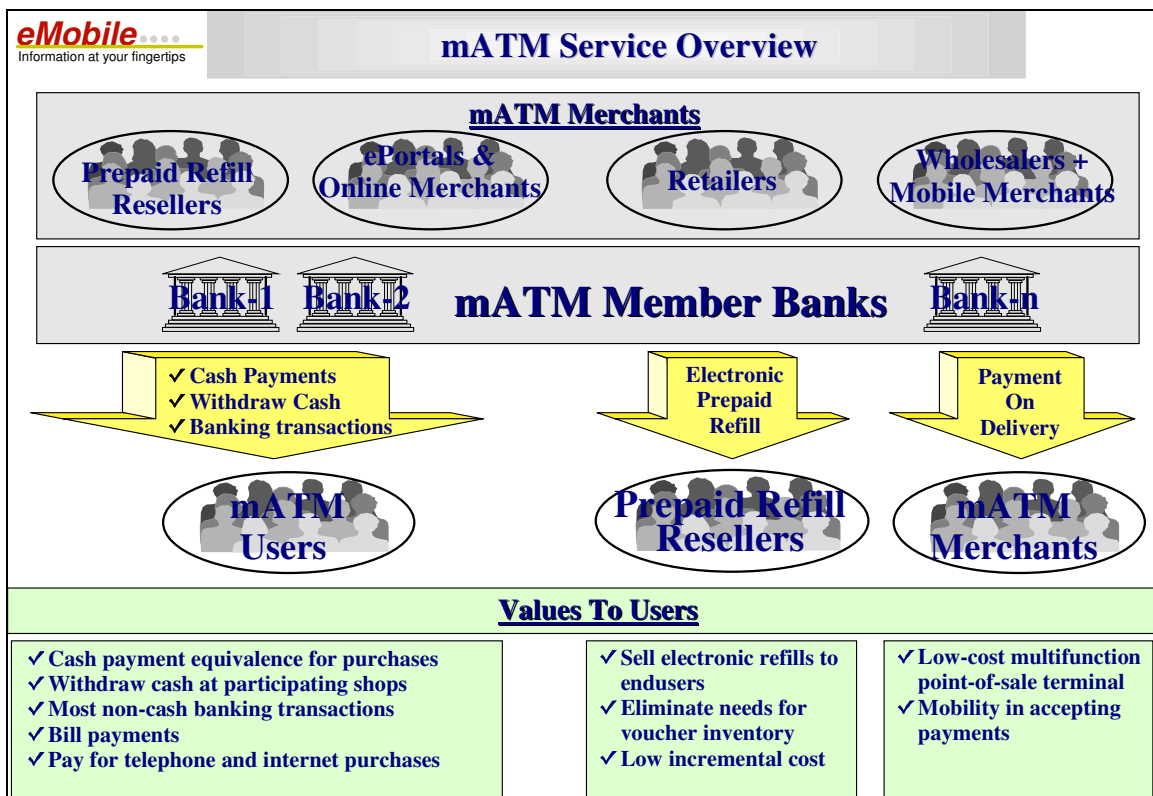 eMobile....
Information at your fingertips
mATM Service Overview
mATM Merchants
Prepaid Refill
Resellers
ePortals &
Online Merchants
Retailers
Wholesalers +
Mobile Merchants
Bank-1
Bank-2
mATM Member Banks
Bank-n
✓ Cash Payments
✓ Withdraw Cash
✓ Banking transactions
Electronic
Prepaid
Refill
Payment
On
Delivery
mATM
Users
Prepaid Refill
Resellers
mATM
Merchants
Values To Users
✓ Cash payment equivalence for purchases
✓ Withdraw cash at participating shops
✓ Most non-cash banking transactions
✓ Bill payments
✓ Pay for telephone and internet purchases
✓ Sell electronic refills to
endusers
✓ Eliminate needs for
voucher inventory
✓ Low incremental cost
✓ Low-cost multifunction
point-of-sale terminal
✓ Mobility in accepting
payments